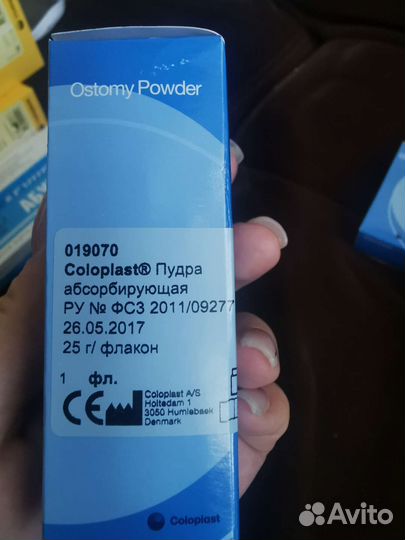 Ostomy Powder
019070
Coloplast® Пудра
абсорбирующая
РУ № ФСЗ 2011/09277
26.05.2017
25 г/ флакон
1 фл.
CE
Coloplast A/S
Holtedam 1
3050 Humlebaek
Denmark
Coloplast
Avito